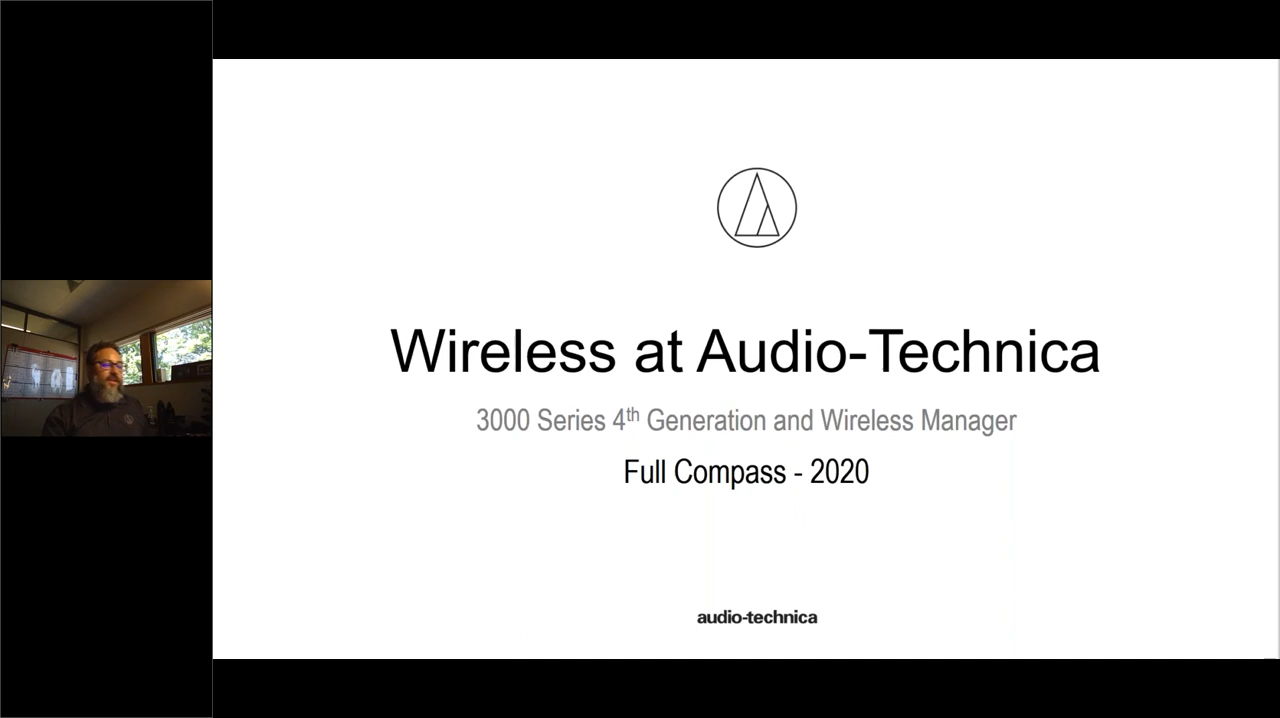 Wireless at Audio-Technica
3000 Series 4th Generation and Wireless Manager
Full Compass - 2020
audio-technica